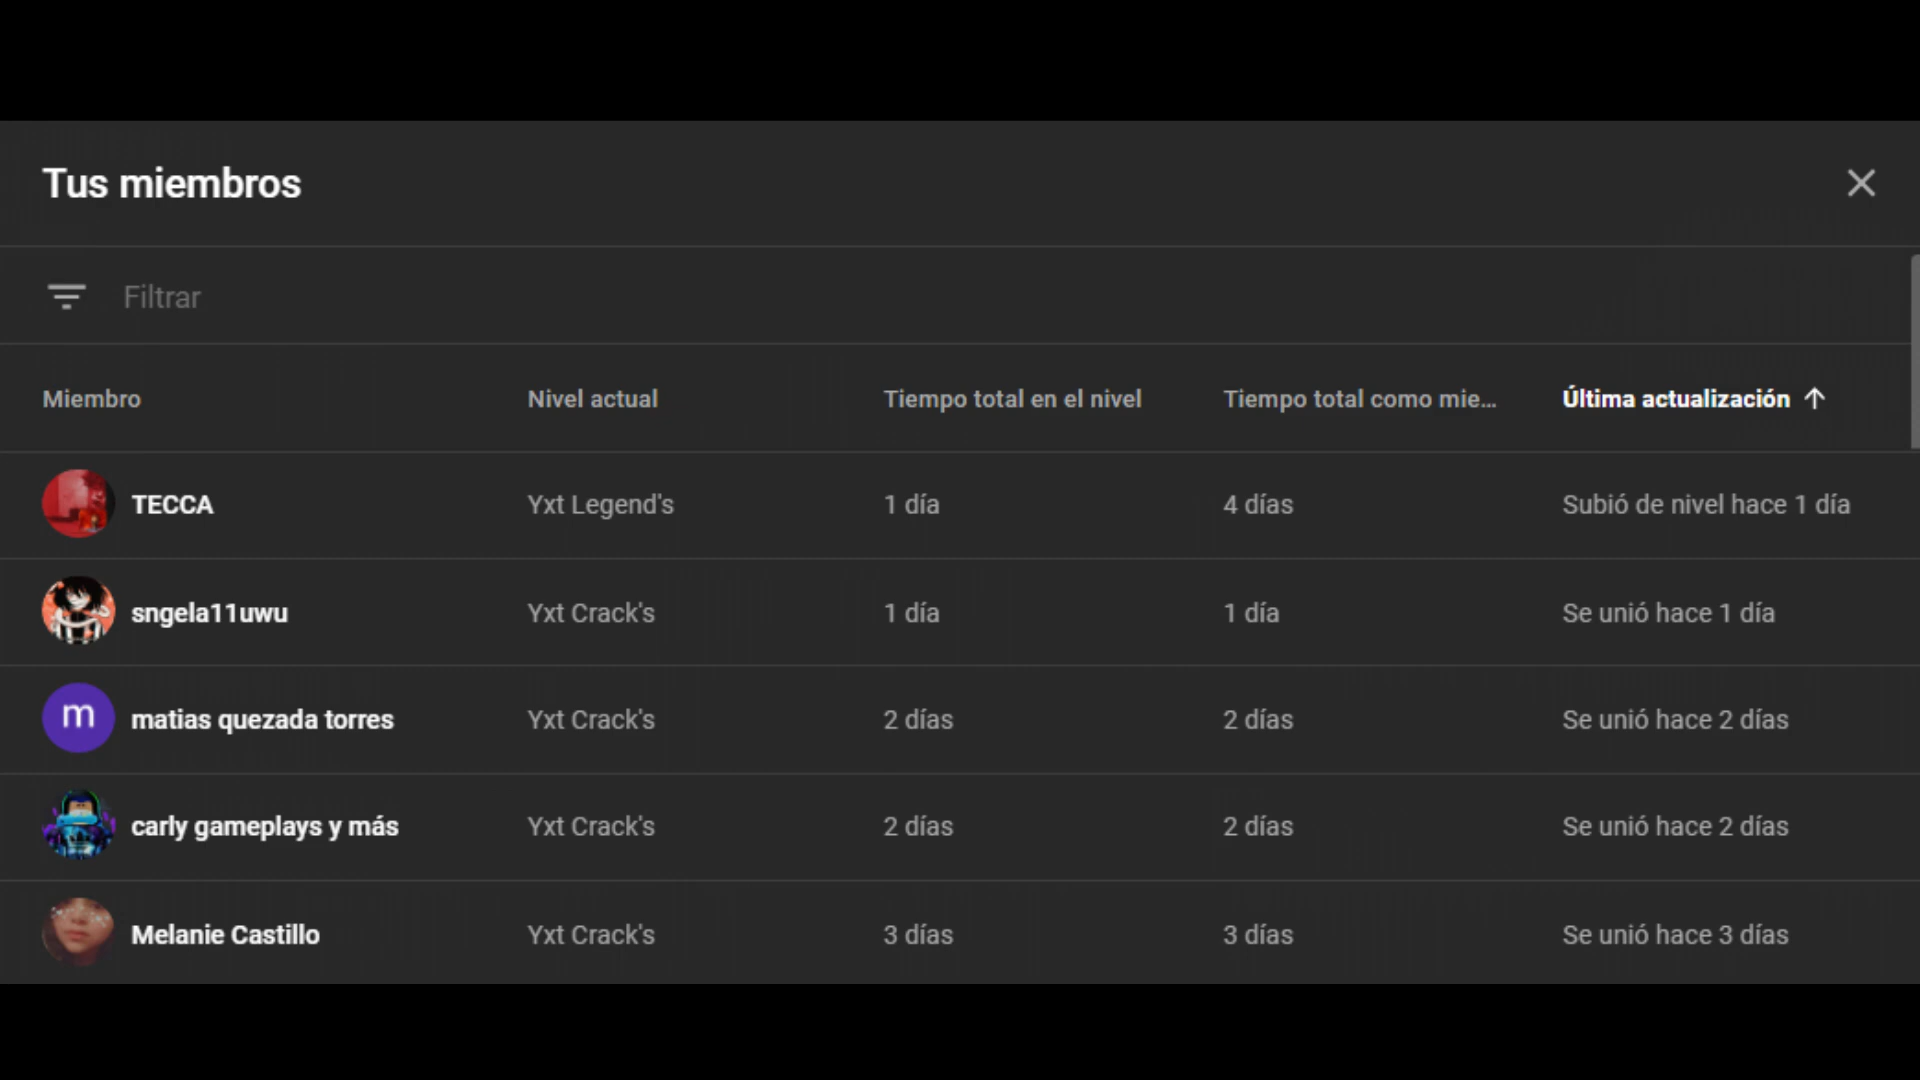 Tus miembros
Filtrar
Miembro Nivel actual Tiempo total en el nivel Tiempo total como mie... Última actualización
TECCA Yxt Legend's 1 día 4 días Subió de nivel hace 1 día
sngela11uwu Yxt Crack's 1 día 1 día Se unió hace 1 día
m matias quezada torres Yxt Crack's 2 días 2 días Se unió hace 2 días
carly gameplays y más Yxt Crack's 2 días 2 días Se unió hace 2 días
Melanie Castillo Yxt Crack's 3 días 3 días Se unió hace 3 días